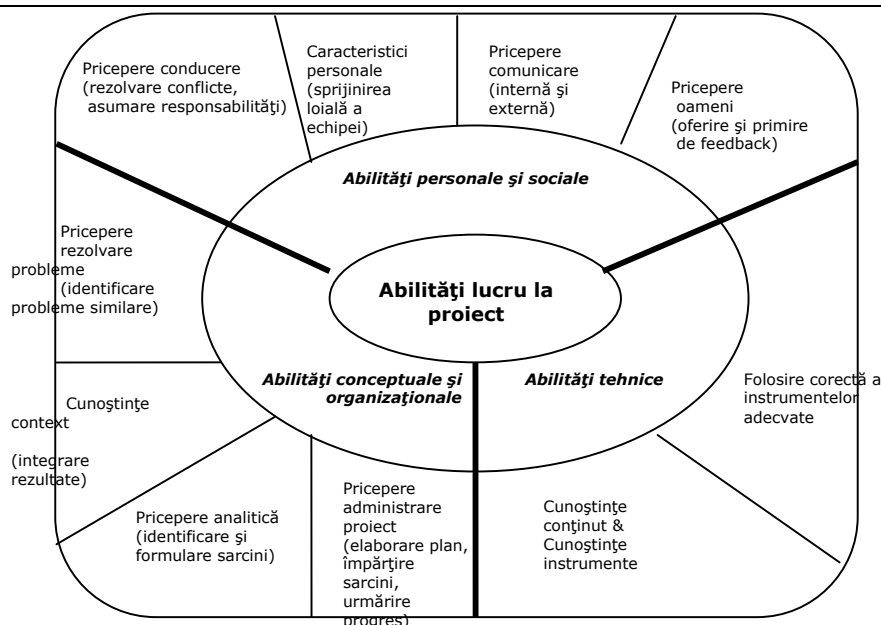 Pricepere conducere
(rezolvare conflicte,
asumare responsabilităţi)
Caracteristici
personale
(sprijinirea
loială a
echipei)
Pricepere
comunicare
(internă şi
externă)
Pricepere
oameni
(oferire şi primire
de feedback)
Abilităţi personale şi sociale
Pricepere
rezolvare
probleme
(identificare
probleme similare)
Abilităţi lucru la
proiect
Abilităţi conceptuale şi
organizaţionale
Abilităţi tehnice
Folosire corectă a
instrumentelor
adecvate
Cunoştinţe
context
(integrare
rezultate)
Pricepere analitică
(identificare şi
formulare sarcini)
Pricepere
administrare
proiect
(elaborare plan,
împărţire
sarcini,
urmărire
progres)
Cunoştinţe
conţinut &
Cunoştinţe
instrumente